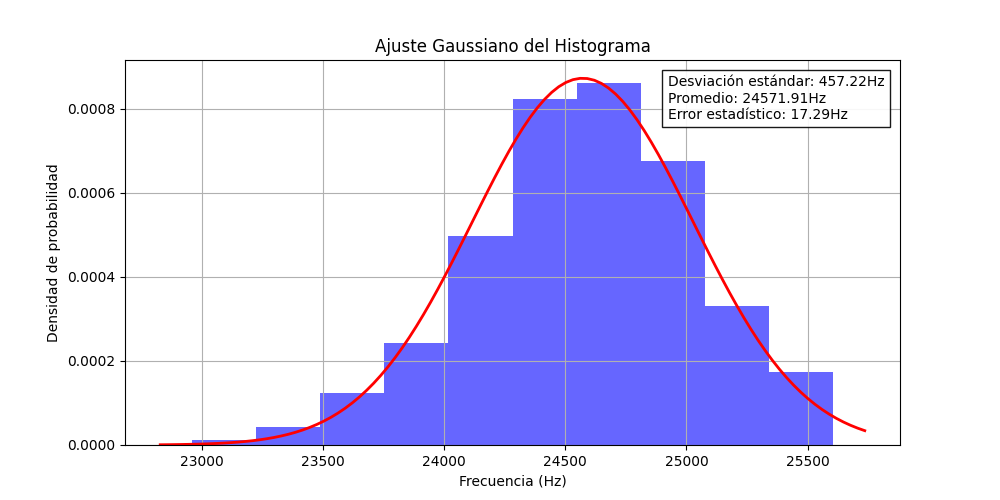 Ajuste Gaussiano del Histograma
Desviación estándar: 457.22Hz
Promedio: 24571.91Hz
Error estadístico: 17.29Hz
Densidad de probabilidad
0.0008
0.0006
0.0004
0.0002
0.0000
23000 23500 24000 24500 25000 25500
Frecuencia (Hz)